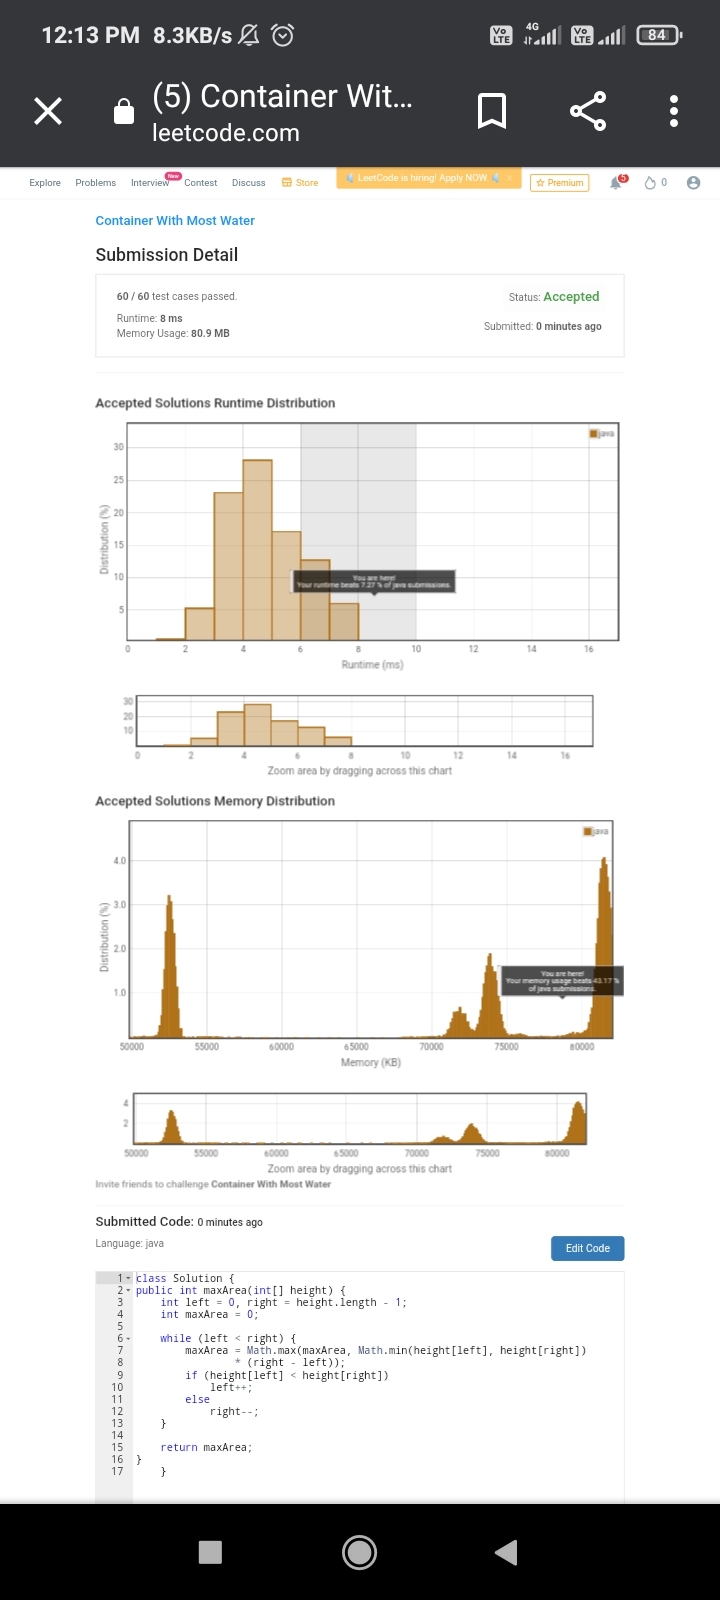 12:13 PM 8.3KB/s Vo LTE 4G Vo LTE 84
(5) Container Wit...
leetcode.com
Explore Problems Interview New Contest Discuss Store LeetCode is hiring! Apply NOW. × Premium 5 0
Container With Most Water
Submission Detail
60 / 60 test cases passed.
Status: Accepted
Runtime: 8 ms
Submitted: 0 minutes ago
Memory Usage: 80.9 MB
Accepted Solutions Runtime Distribution
java
30
25
20
15
10
5
Distribution (%)
You are here!
Your runtime beats 7.27 % of java submissions.
0 2 4 6 8 10 12 14 16
Runtime (ms)
30
20
10
0 2 4 6 8 10 12 14 16
Zoom area by dragging across this chart
Accepted Solutions Memory Distribution
java
4.0
3.0
2.0
1.0
Distribution (%)
You are here!
Your memory usage beats 43.17 %
of java submissions.
50000 55000 60000 65000 70000 75000 80000
Memory (KB)
4
2
50000 55000 60000 65000 70000 75000 80000
Zoom area by dragging across this chart
Invite friends to challenge Container With Most Water
Submitted Code: 0 minutes ago
Language: java
Edit Code
1 class Solution {
2 public int maxArea(int[] height) {
3     int left = 0, right = height.length - 1;
4     int maxArea = 0;
5
6     while (left < right) {
7         maxArea = Math.max(maxArea, Math.min(height[left], height[right])
8                 * (right - left));
9         if (height[left] < height[right])
10             left++;
11         else
12             right--;
13     }
14
15     return maxArea;
16 }
17     }